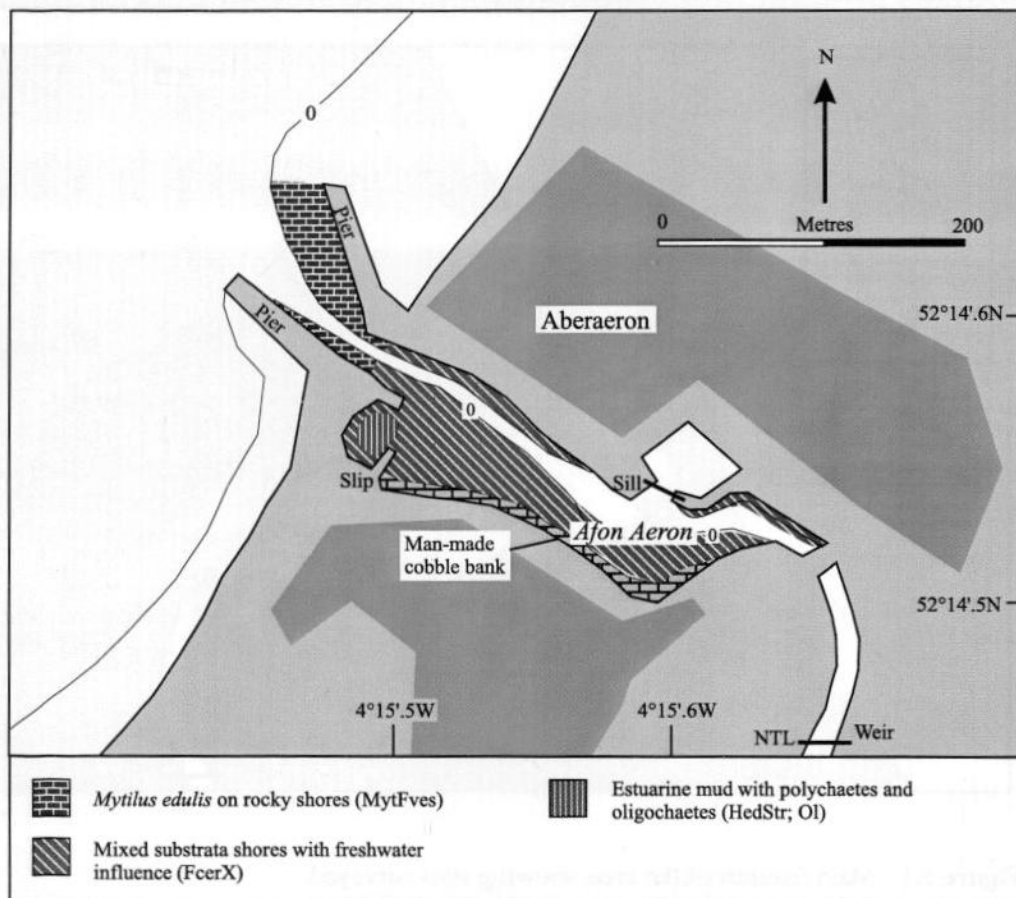 N
0
Pier
0
Metres
200
Pier
Aberaeron
52°14'.6N
0
Slip
Sill
Man-made
cobble bank
Afon Aeron
0
52°14'.5N
4°15'.5W
4°15'.6W
NTL
Weir
Mytilus edulis on rocky shores (MytFves)
Mixed substrata shores with freshwater
influence (FcerX)
Estuarine mud with polychaetes and
oligochaetes (HedStr; Ol)